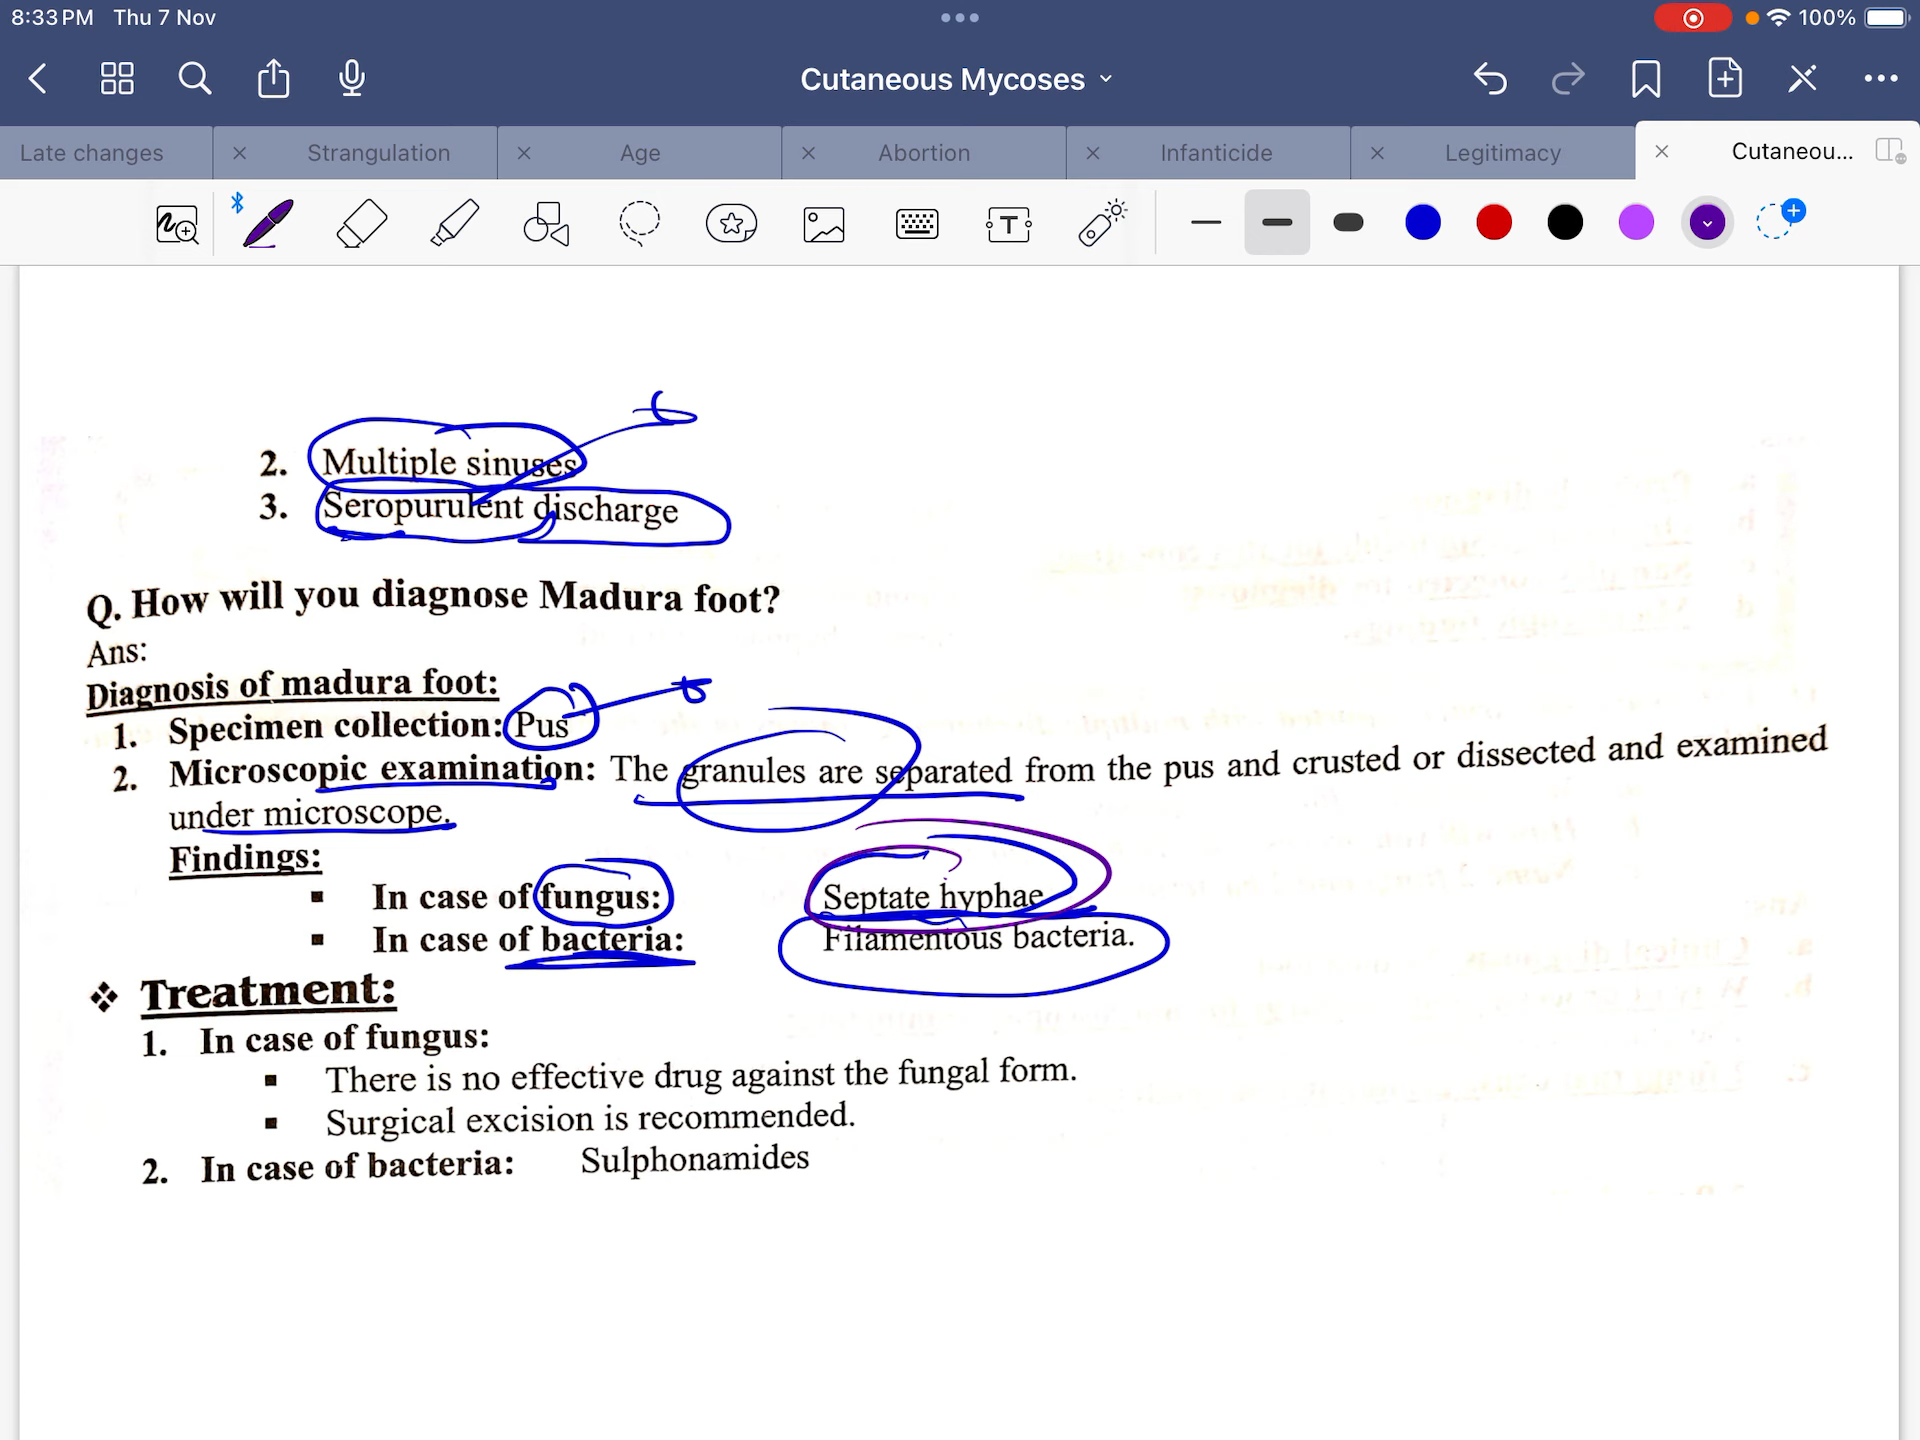 8:33 PM Thu 7 Nov
100%
Cutaneous Mycoses
Late changes
Strangulation
Age
Abortion
Infanticide
Legitimacy
Cutaneou...
T
2. Multiple sinuses
3. Seropurulent discharge
Q. How will you diagnose Madura foot?
Ans:
Diagnosis of madura foot:
1. Specimen collection: Pus
2. Microscopic examination: The granules are separated from the pus and crusted or dissected and examined
under microscope.
Findings:
▪ In case of fungus: Septate hyphae
▪ In case of bacteria: Filamentous bacteria.
❖ Treatment:
1. In case of fungus:
▪ There is no effective drug against the fungal form.
▪ Surgical excision is recommended.
2. In case of bacteria: Sulphonamides